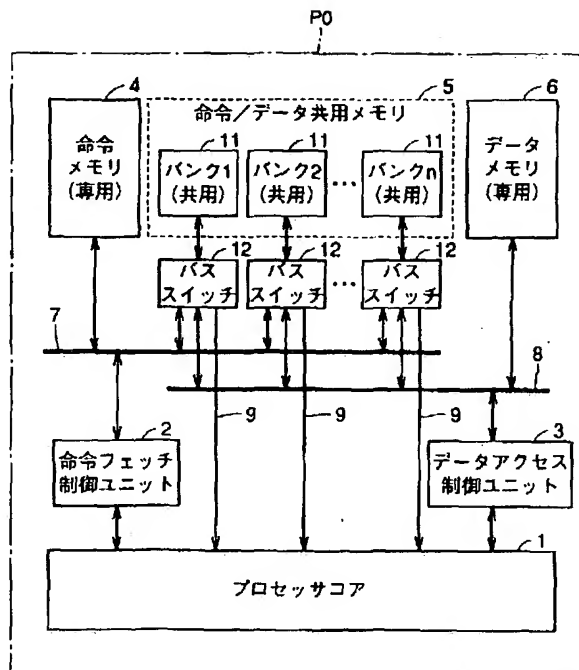 P0
4
5
6
命令
メモリ
(専用)
命令/データ共用メモリ
11
11
11
バンク1
(共用)
バンク2
(共用)
...
バンクn
(共用)
データ
メモリ
(専用)
12
12
12
バス
スイッチ
バス
スイッチ
...
バス
スイッチ
7
8
9
9
9
2
3
命令フェッチ
制御ユニット
データアクセス
制御ユニット
1
プロセッサコア